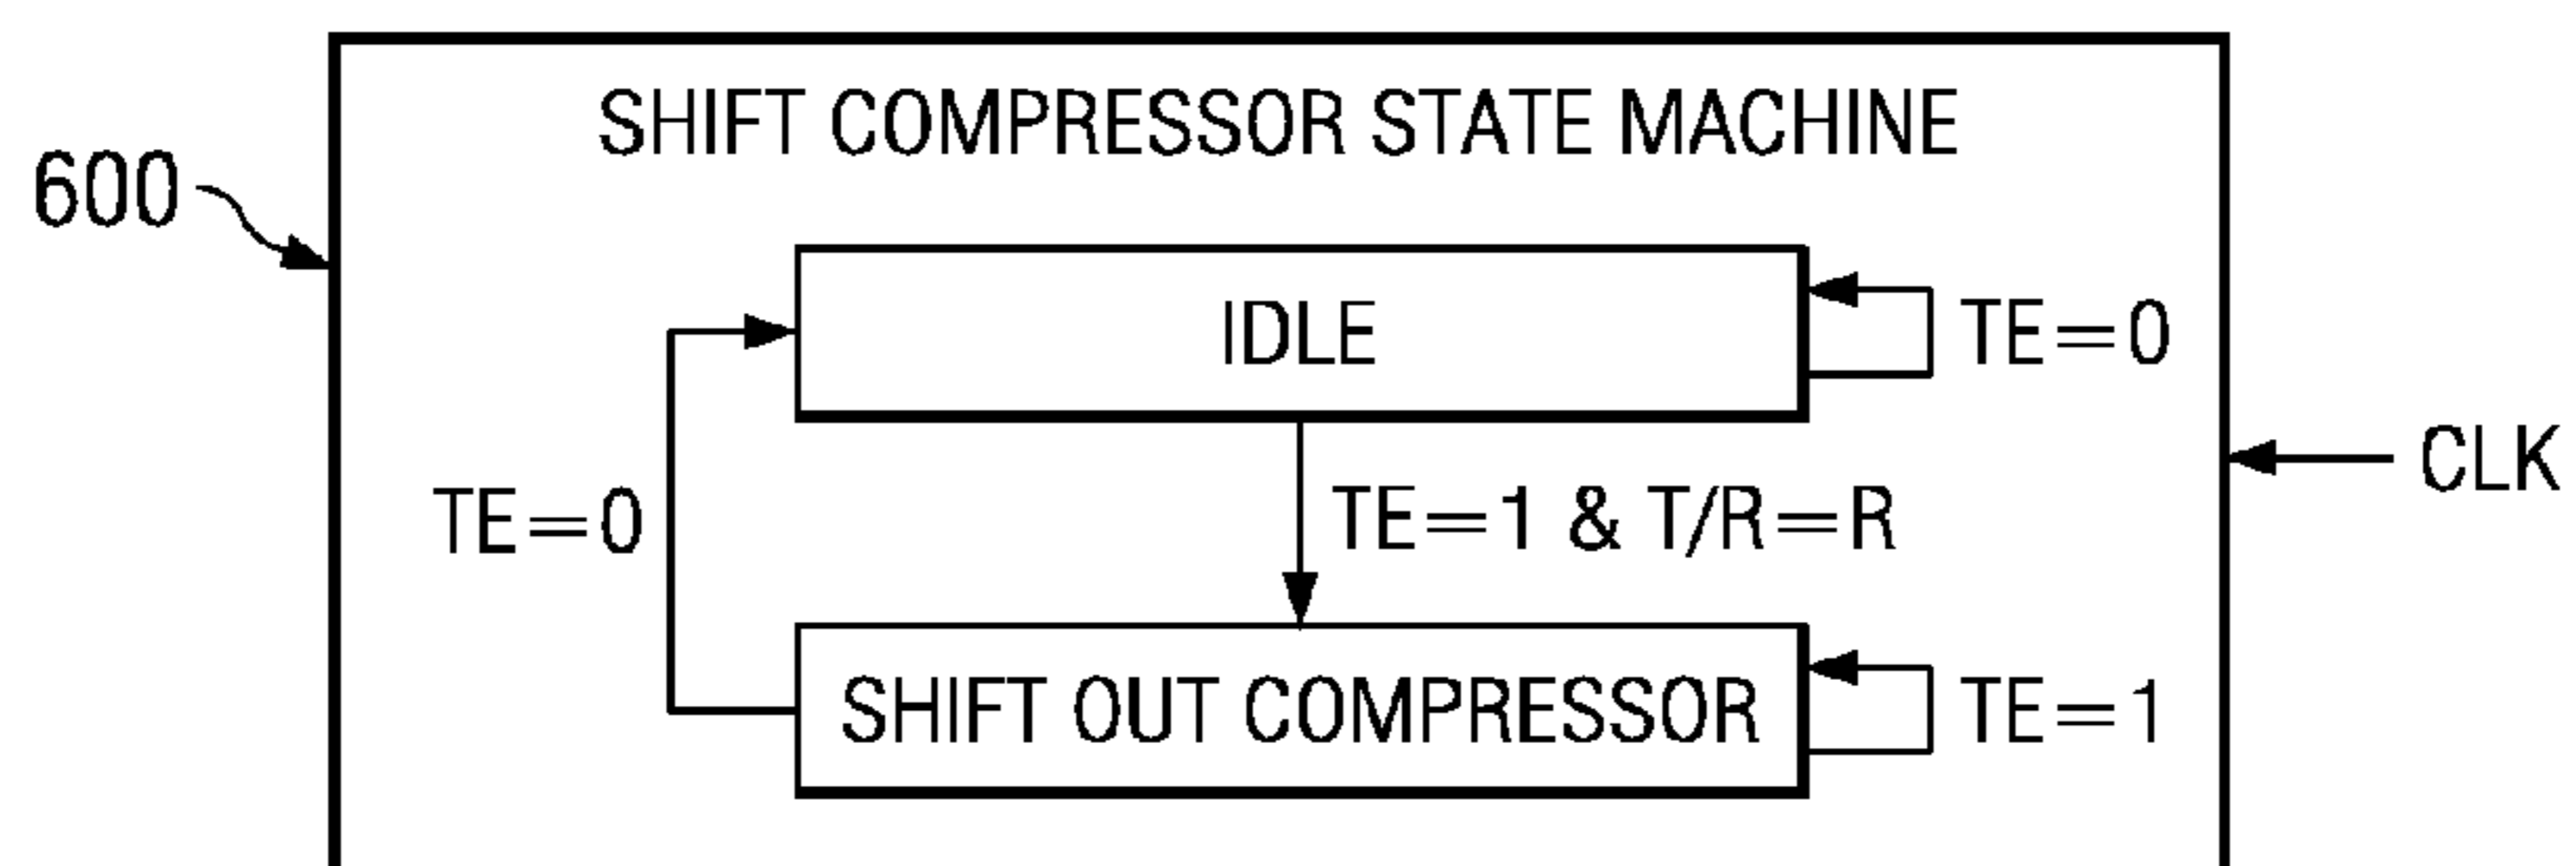 SHIFT COMPRESSOR STATE MACHINE
600
IDLE
TE=0
CLK
TE=0
TE=1 & T/R=R
SHIFT OUT COMPRESSOR
TE=1